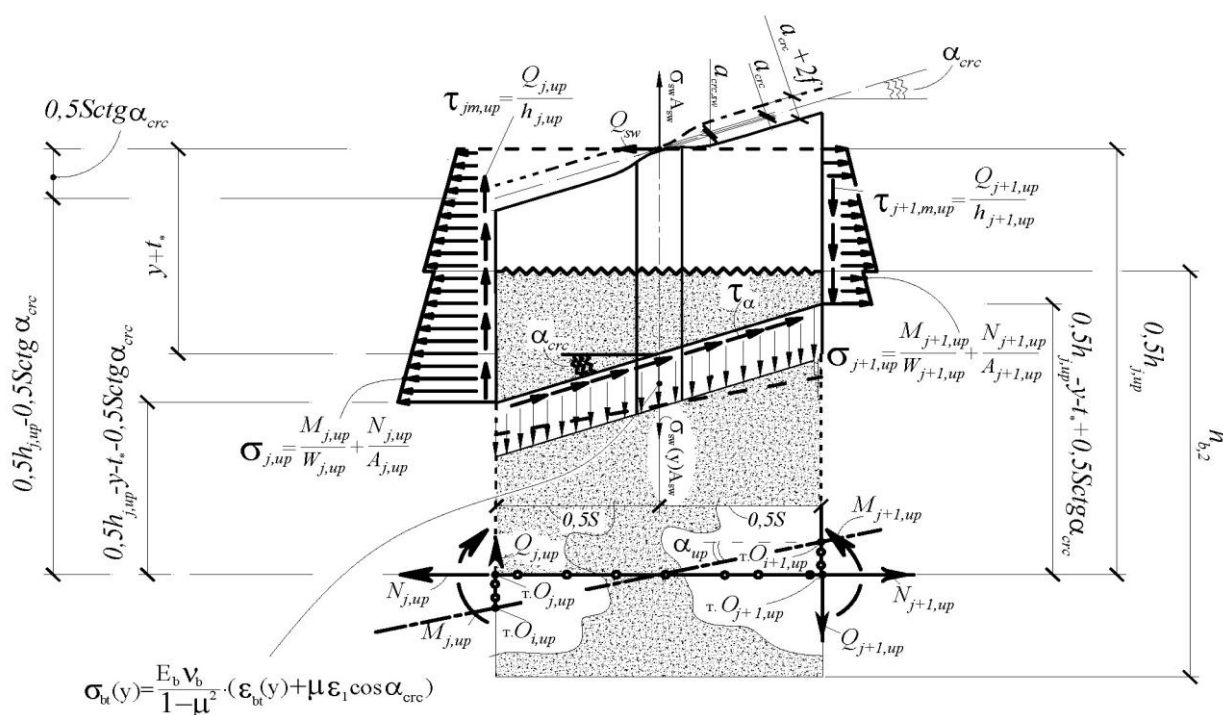 a_crc + 2f
a_crc
a_crc,sw
α_crc
σ_sw A_sw
0,5Sctgα_crc
τ_jm,up = Q_j,up / h_j,up
Q_sw
τ_j+1,m,up = Q_j+1,up / h_j+1,up
y+t_*
τ_α
α_crc
0,5h_j,up-0,5Sctg α_crc
0,5h_j,up-y-t_*-0,5Sctg α_crc
σ_j+1,up = M_j+1,up / W_j+1,up + N_j+1,up / A_j+1,up
0,5h_j,up-y-t_*+0,5Sctgα_crc
0,5h_j,up
h_b,2
σ_j,up = M_j,up / W_j,up + N_j,up / A_j,up
σ_sw(y)A_sw
0,5S
0,5S
M_j+1,up
Q_j,up
α_up
т.O_i+1,up
N_j,up
т.O_j,up
т.O_j+1,up
N_j+1,up
M_j,up
т.O_i,up
Q_j+1,up
σ_bt(y)= E_b ν_b / 1-μ² ·(ε_bt(y)+με_1cos α_crc)